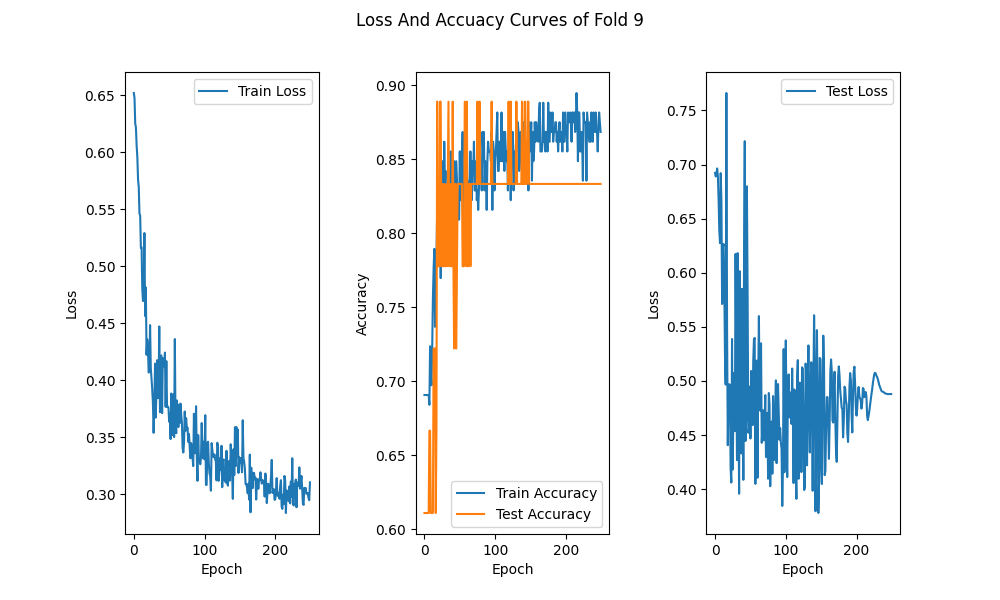 Loss And Accuacy Curves of Fold 9
Train Loss
0.65
0.60
0.55
0.50
0.45
0.40
0.35
0.30
Loss
0
100
200
Epoch
0.90
0.85
0.80
0.75
0.70
0.65
0.60
Accuracy
Train Accuracy
Test Accuracy
0
100
200
Epoch
Test Loss
0.75
0.70
0.65
0.60
0.55
0.50
0.45
0.40
Loss
0
100
200
Epoch